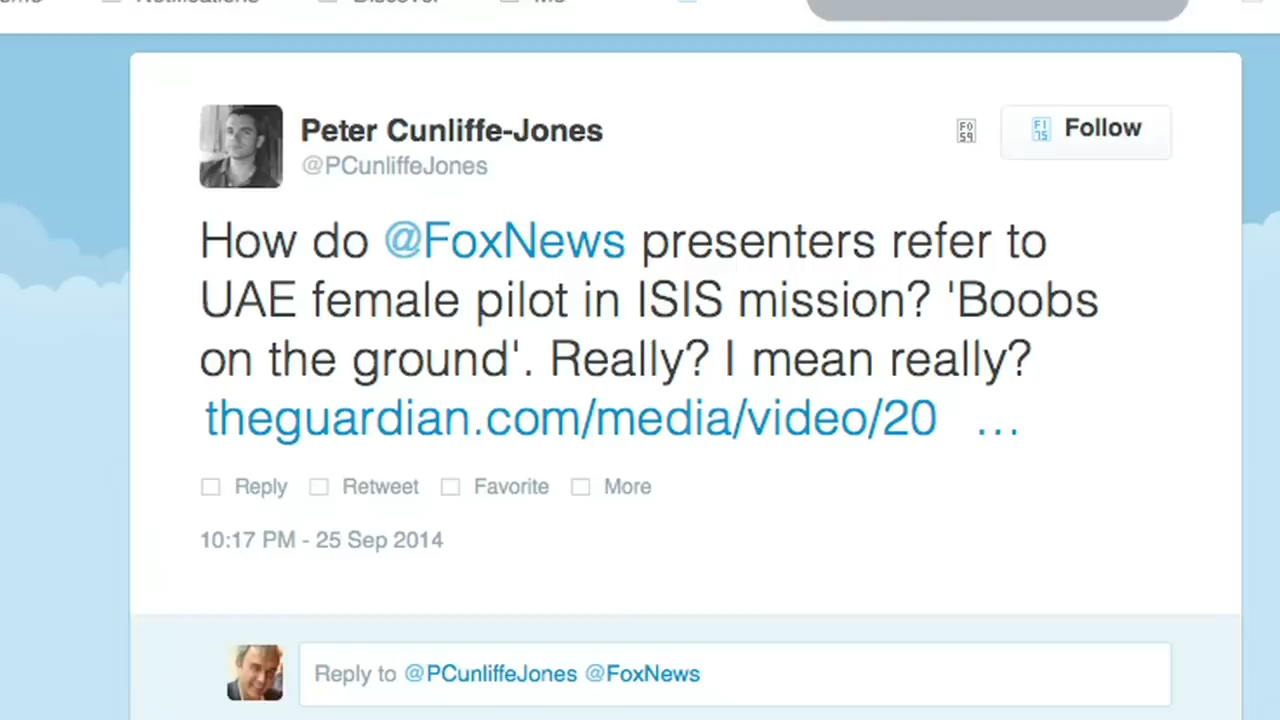 Peter Cunliffe-Jones
Follow
@PCunliffeJones
How do @FoxNews presenters refer to
UAE female pilot in ISIS mission? 'Boobs
on the ground'. Really? I mean really?
theguardian.com/media/video/20 …
Reply Retweet Favorite More
10:17 PM - 25 Sep 2014
Reply to @PCunliffeJones @FoxNews